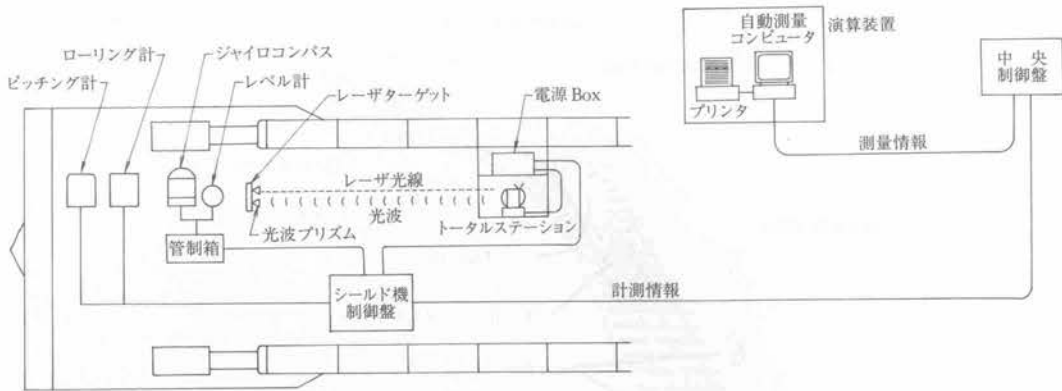 ローリング計
ジャイロコンパス
ピッチング計
レベル計
レーザターゲット
電源 Box
レーザ光線
光波
光波プリズム
トータルステーション
管制箱
シールド機
制御盤
自動測量
コンピュータ
演算装置
プリンタ
中央
制御盤
測量情報
計測情報